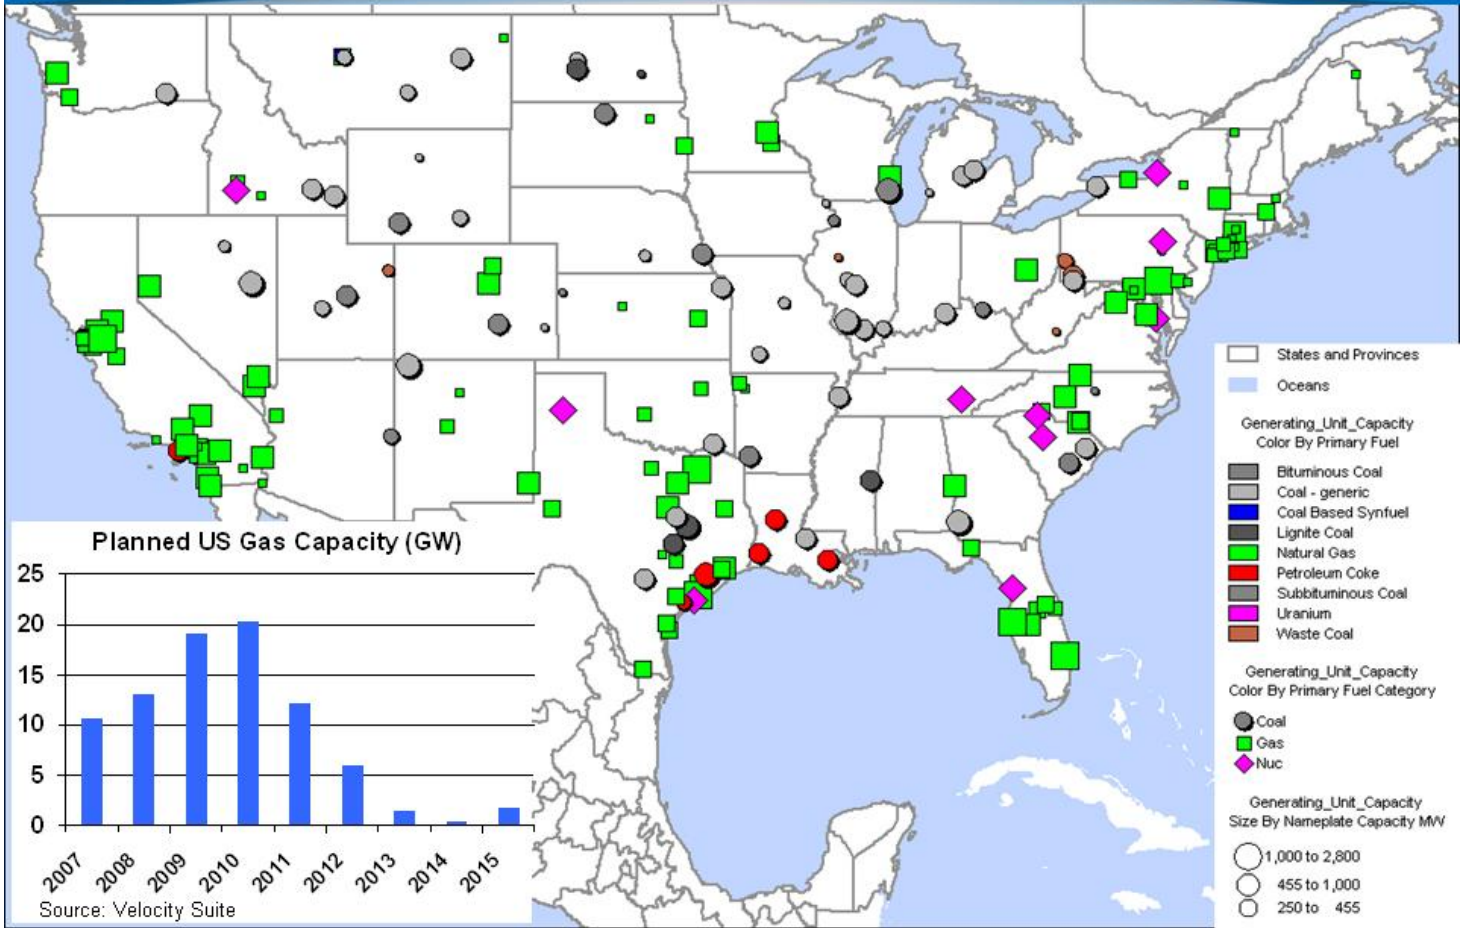 Planned US Gas Capacity (GW)
25
20
15
10
5
0
2007
2008
2009
2010
2011
2012
2013
2014
2015
Source: Velocity Suite
States and Provinces
Oceans
Generating_Unit_Capacity
Color By Primary Fuel
Bituminous Coal
Coal - generic
Coal Based Synfuel
Lignite Coal
Natural Gas
Petroleum Coke
Subbituminous Coal
Uranium
Waste Coal
Generating_Unit_Capacity
Color By Primary Fuel Category
Coal
Gas
Nuc
Generating_Unit_Capacity
Size By Nameplate Capacity MW
1,000 to 2,800
455 to 1,000
250 to 455